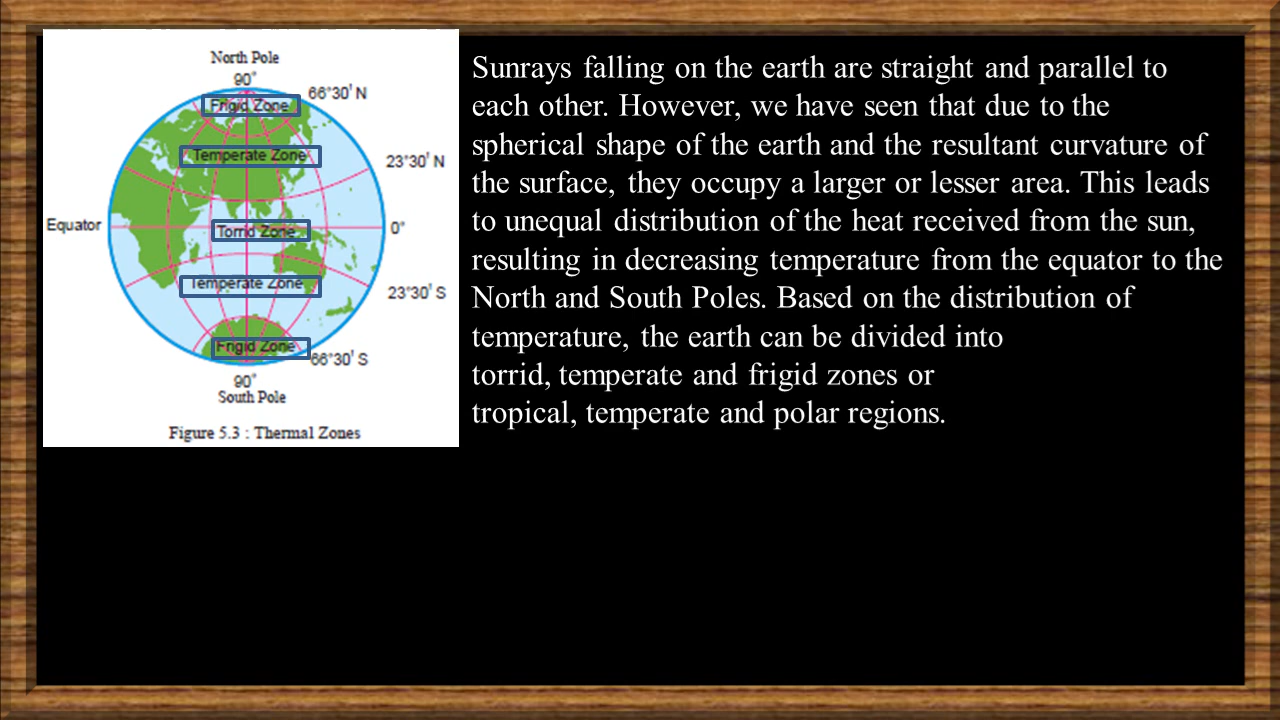 North Pole
90°
66°30' N
Frigid Zone
Temperate Zone
23°30' N
Equator
Torrid Zone
0°
Temperate Zone
23°30' S
Frigid Zone
66°30' S
90°
South Pole
Figure 5.3 : Thermal Zones
Sunrays falling on the earth are straight and parallel to
each other. However, we have seen that due to the
spherical shape of the earth and the resultant curvature of
the surface, they occupy a larger or lesser area. This leads
to unequal distribution of the heat received from the sun,
resulting in decreasing temperature from the equator to the
North and South Poles. Based on the distribution of
temperature, the earth can be divided into
torrid, temperate and frigid zones or
tropical, temperate and polar regions.